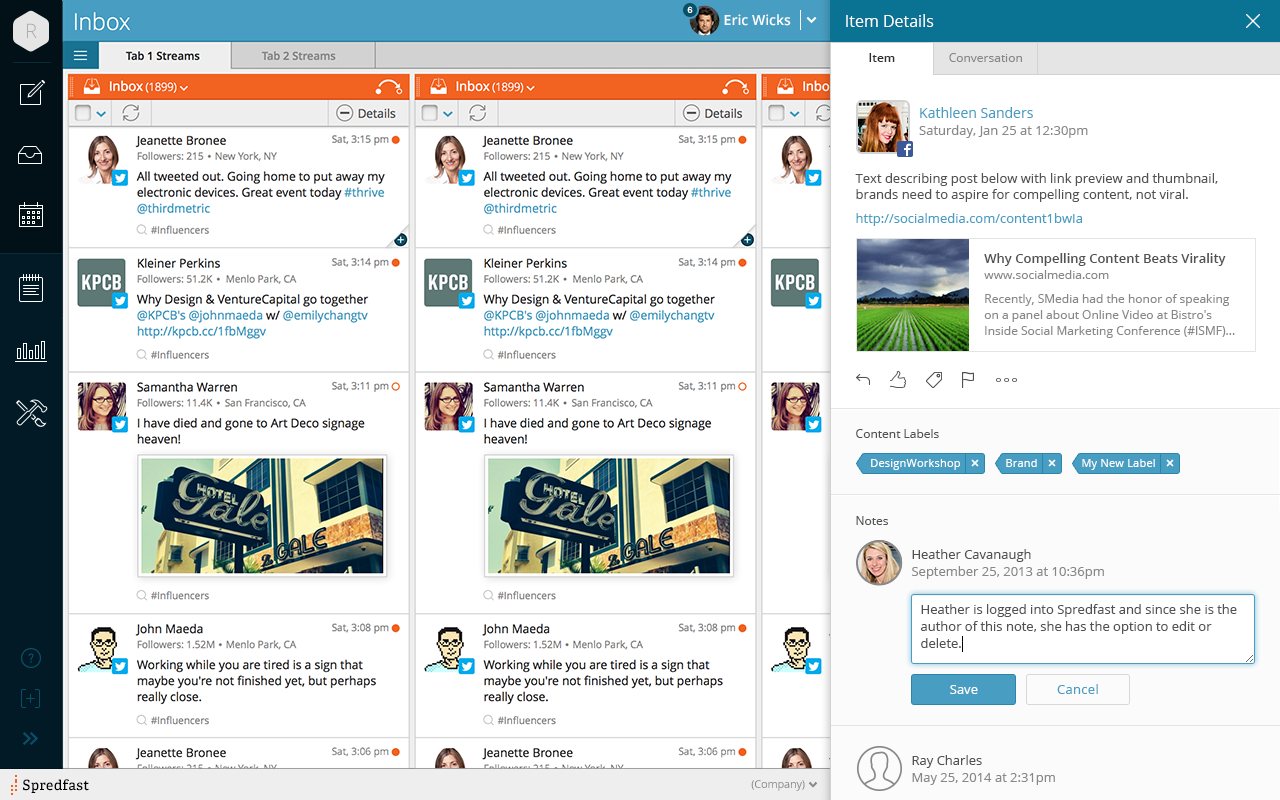 R
Inbox
6
Eric Wicks
Tab 1 Streams
Tab 2 Streams
Inbox (1899)
Details
Jeanette Bronee
Sat, 3:15 pm
Followers: 215 • New York, NY
All tweeted out. Going home to put away my
electronic devices. Great event today #thrive
@thirdmetric
#Influencers
KPCB
Kleiner Perkins
Sat, 3:14 pm
Followers: 51.2K • Menlo Park, CA
Why Design & VentureCapital go together
@KPCB's @johnmaeda w/ @emilychangtv
http://kpcb.cc/1fbMggv
#Influencers
Samantha Warren
Sat, 3:11 pm
Followers: 11.4K • San Francisco, CA
I have died and gone to Art Deco signage
heaven!
HOTEL
Gale
GALE
#Influencers
John Maeda
Sat, 3:08 pm
Followers: 1.52M • Menlo Park, CA
Working while you are tired is a sign that
maybe you're not finished yet, but perhaps
really close.
#Influencers
Jeanette Bronee
Sat, 3:06 pm
Followers: 215 • New York, NY
Inbox (1899)
Details
Jeanette Bronee
Sat, 3:15 pm
Followers: 215 • New York, NY
All tweeted out. Going home to put away my
electronic devices. Great event today #thrive
@thirdmetric
#Influencers
KPCB
Kleiner Perkins
Sat, 3:14 pm
Followers: 51.2K • Menlo Park, CA
Why Design & VentureCapital go together
@KPCB's @johnmaeda w/ @emilychangtv
http://kpcb.cc/1fbMggv
#Influencers
Samantha Warren
Sat, 3:11 pm
Followers: 11.4K • San Francisco, CA
I have died and gone to Art Deco signage
heaven!
HOTEL
Gale
GALE
#Influencers
John Maeda
Sat, 3:08 pm
Followers: 1.52M • Menlo Park, CA
Working while you are tired is a sign that
maybe you're not finished yet, but perhaps
really close.
#Influencers
Jeanette Bronee
Sat, 3:06 pm
Followers: 215 • New York, NY
Inbo
KPCB
Spredfast
(Company)
Item Details
Item
Conversation
Kathleen Sanders
Saturday, Jan 25 at 12:30pm
Text describing post below with link preview and thumbnail,
brands need to aspire for compelling content, not viral.
http://socialmedia.com/content1bwIa
Why Compelling Content Beats Virality
www.socialmedia.com
Recently, SMedia had the honor of speaking
on a panel about Online Video at Bistro's
Inside Social Marketing Conference (#ISMF)...
Content Labels
DesignWorkshop
Brand
My New Label
Notes
Heather Cavanaugh
September 25, 2013 at 10:36pm
Heather is logged into Spredfast and since she is the
author of this note, she has the option to edit or
delete.
Save
Cancel
Ray Charles
May 25, 2014 at 2:31pm